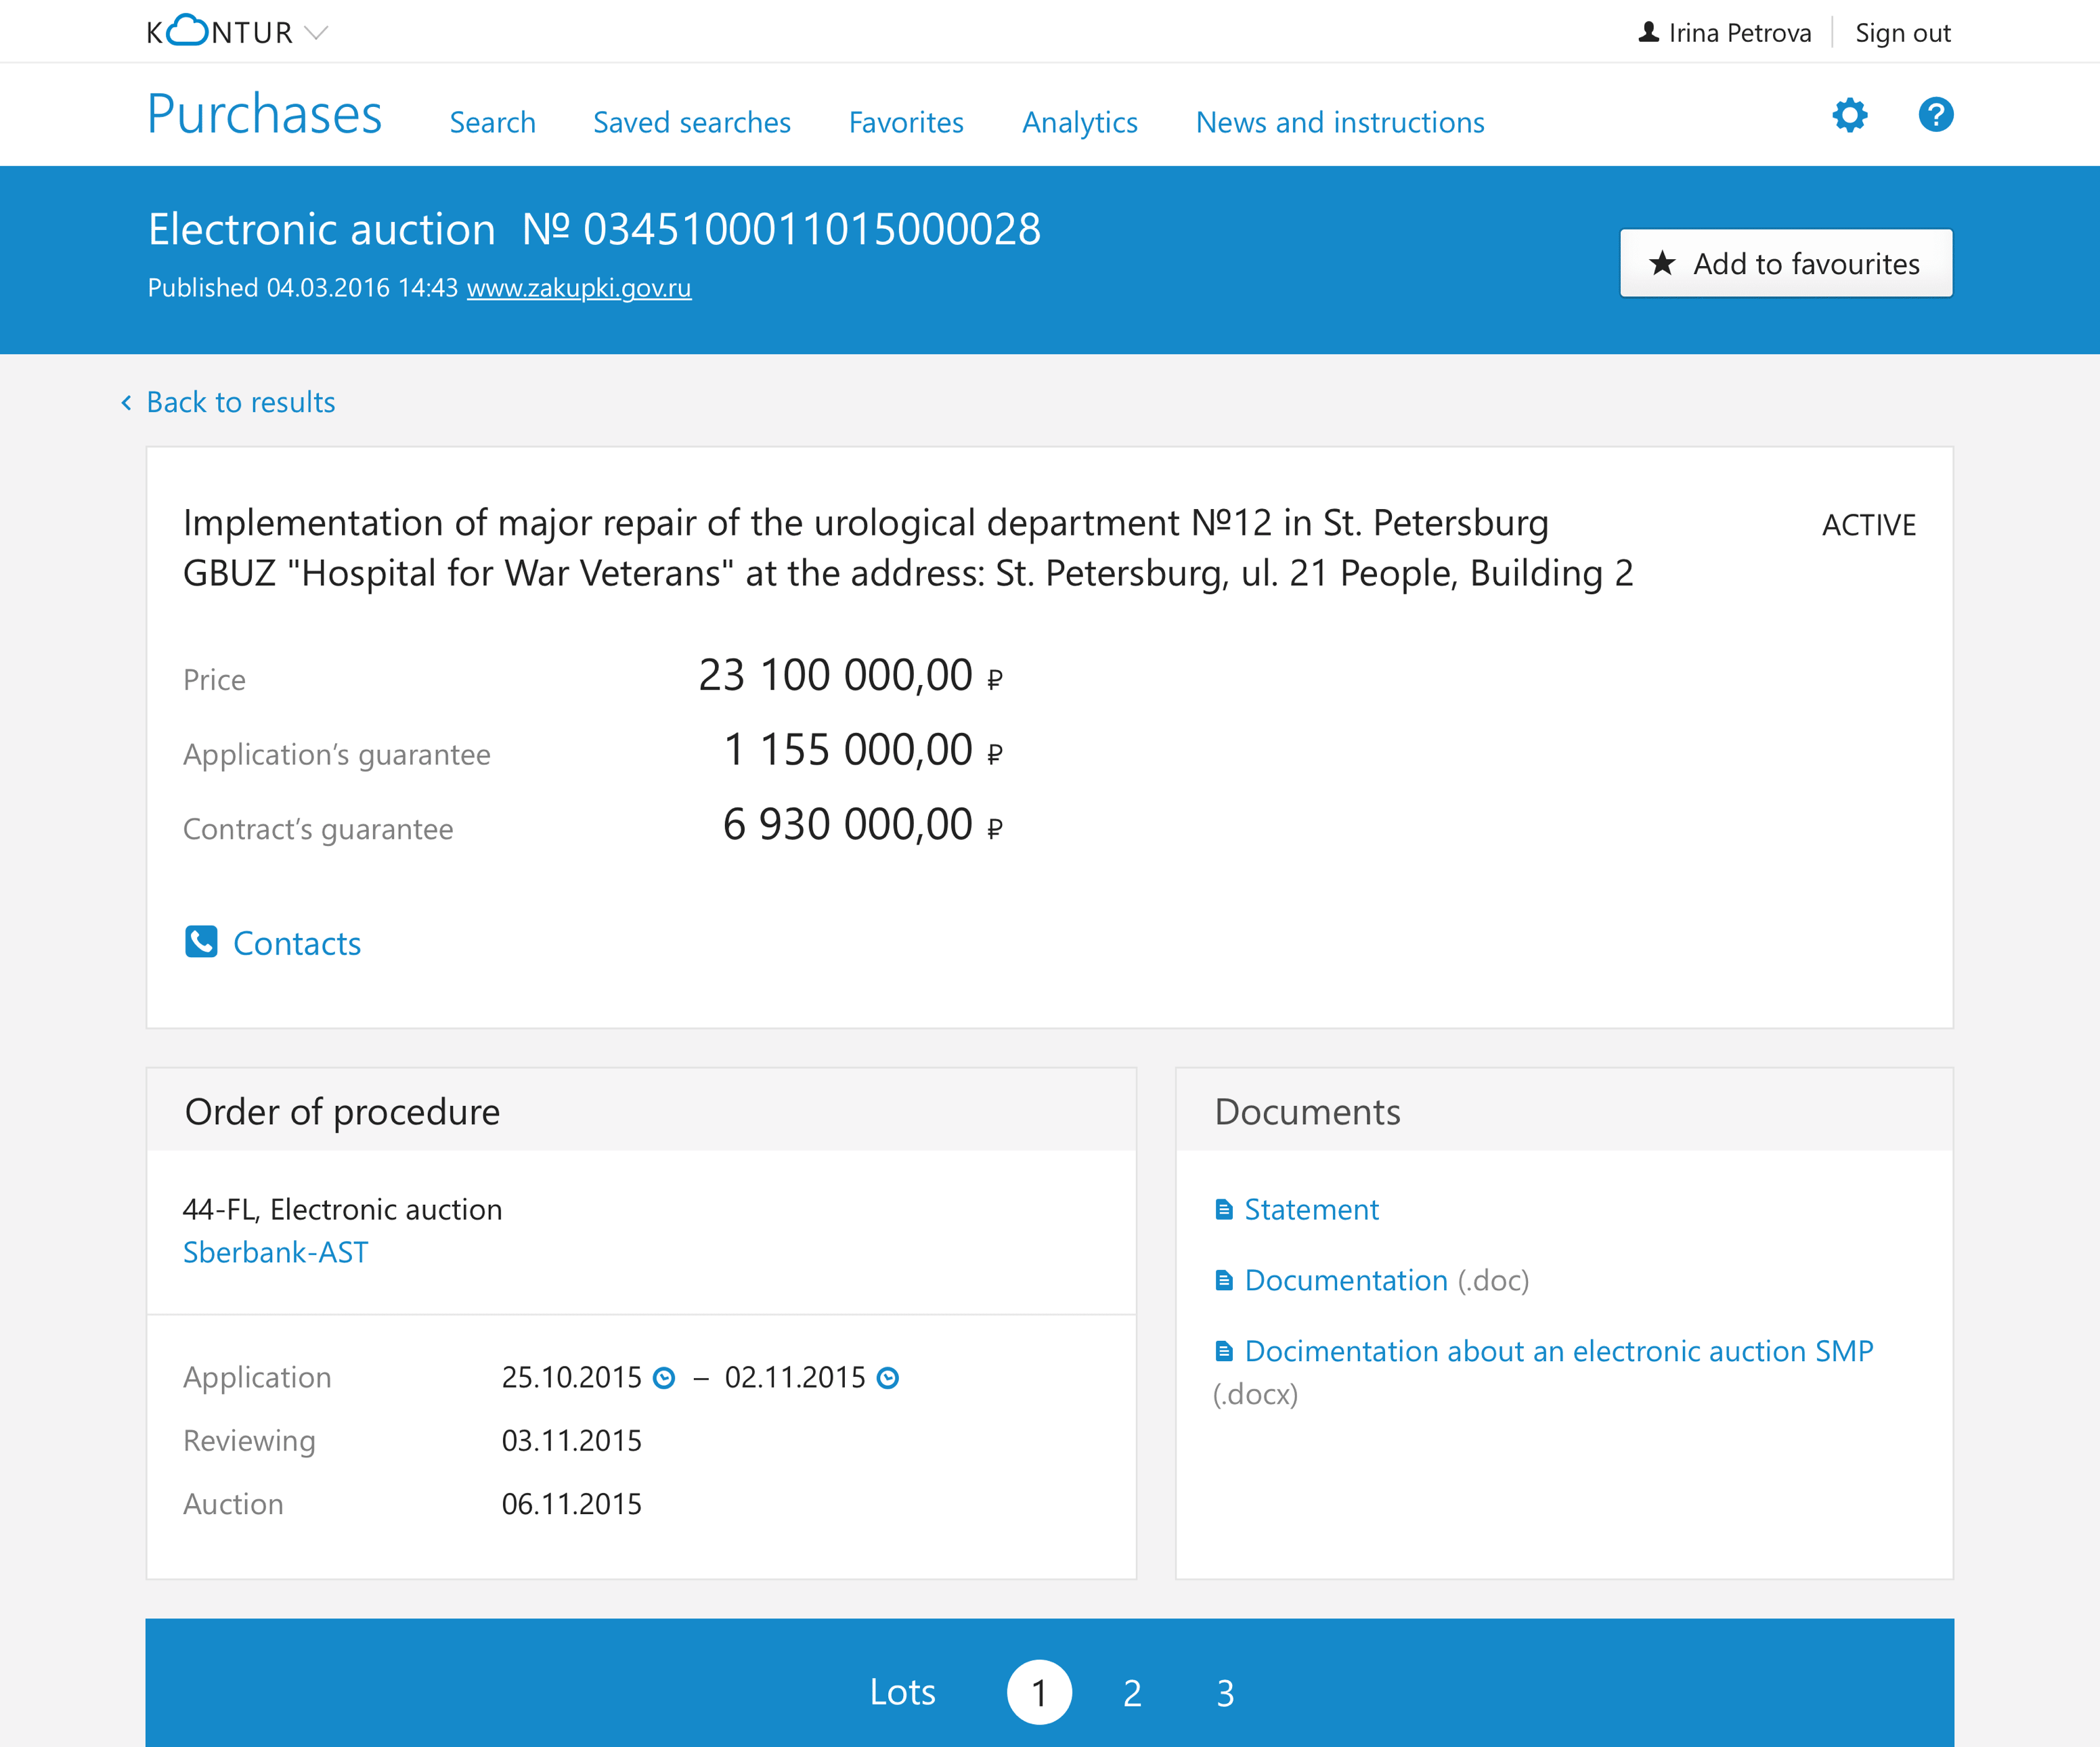 KONTUR
Irina Petrova
Sign out
Purchases
Search
Saved searches
Favorites
Analytics
News and instructions
?
Electronic auction № 0345100011015000028
Published 04.03.2016 14:43 www.zakupki.gov.ru
Add to favourites
Back to results
Implementation of major repair of the urological department №12 in St. Petersburg
GBUZ "Hospital for War Veterans" at the address: St. Petersburg, ul. 21 People, Building 2
ACTIVE
Price 23 100 000,00 ₽
Application’s guarantee 1 155 000,00 ₽
Contract’s guarantee 6 930 000,00 ₽
Contacts
Order of procedure
44-FL, Electronic auction
Sberbank-AST
Application 25.10.2015 – 02.11.2015
Reviewing 03.11.2015
Auction 06.11.2015
Documents
Statement
Documentation (.doc)
Docimentation about an electronic auction SMP
(.docx)
Lots 1 2 3